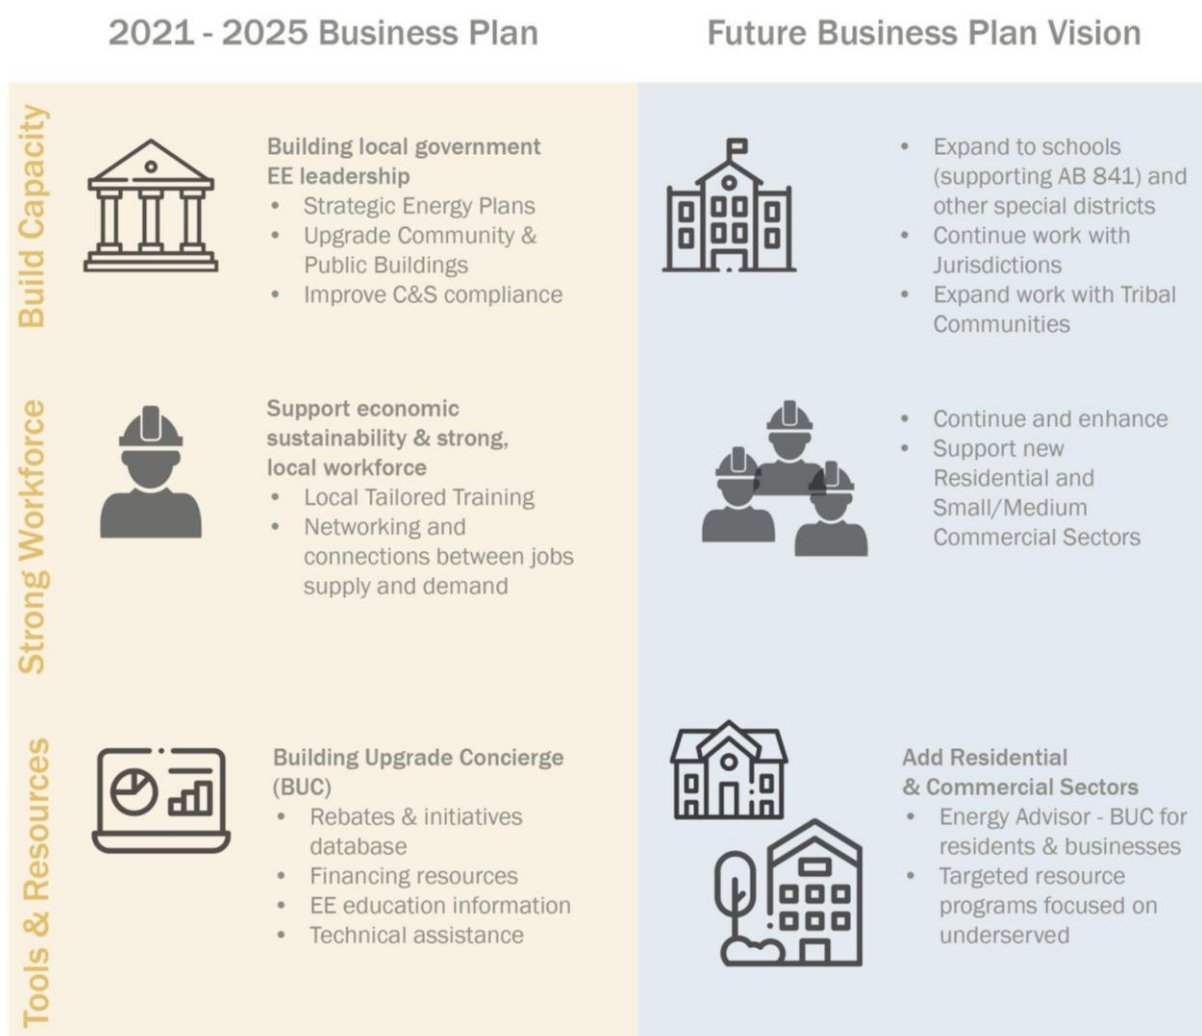 2021 - 2025 Business Plan
Future Business Plan Vision
Build Capacity
Building local government
EE leadership
• Strategic Energy Plans
• Upgrade Community &
Public Buildings
• Improve C&S compliance
• Expand to schools
(supporting AB 841) and
other special districts
• Continue work with
Jurisdictions
• Expand work with Tribal
Communities
Strong Workforce
Support economic
sustainability & strong,
local workforce
• Local Tailored Training
• Networking and
connections between jobs
supply and demand
• Continue and enhance
• Support new
Residential and
Small/Medium
Commercial Sectors
Tools & Resources
Building Upgrade Concierge
(BUC)
• Rebates & initiatives
database
• Financing resources
• EE education information
• Technical assistance
Add Residential
& Commercial Sectors
• Energy Advisor - BUC for
residents & businesses
• Targeted resource
programs focused on
underserved